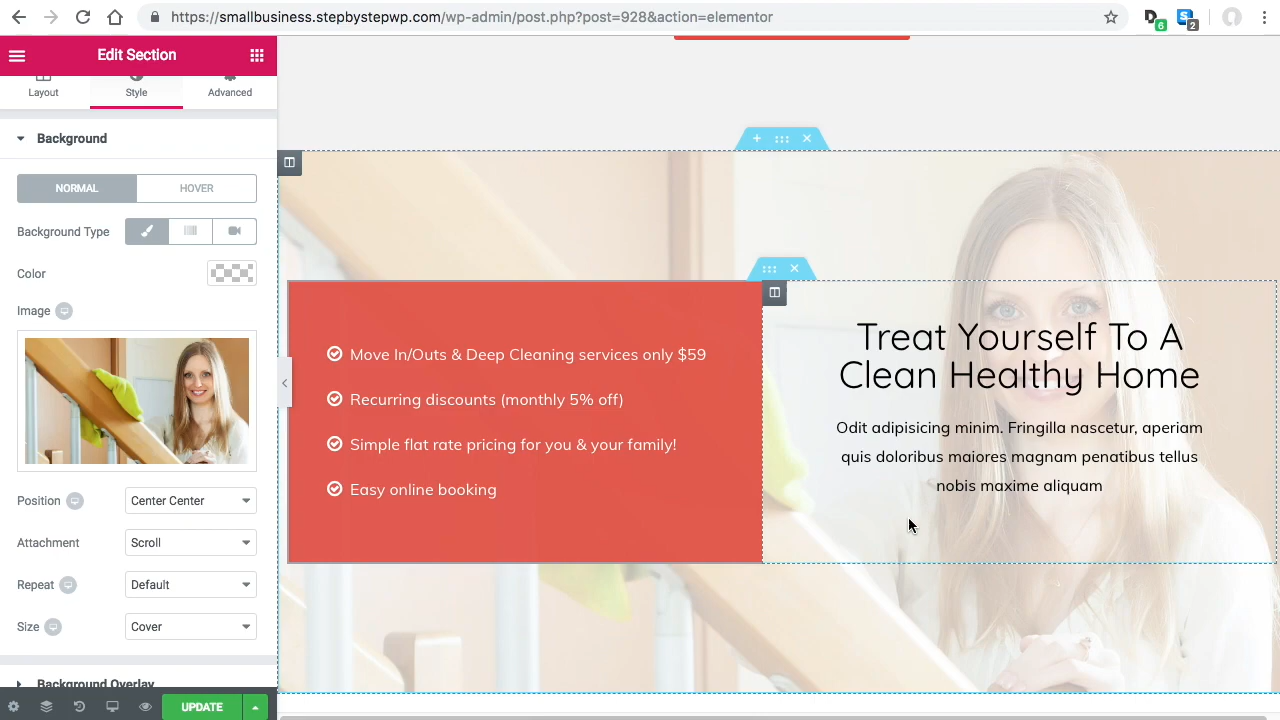 https://smallbusiness.stepbystepwp.com/wp-admin/post.php?post=928&action=elementor
6
2
Edit Section
Layout
Style
Advanced
Background
NORMAL
HOVER
Background Type
Color
Image
Position
Center Center
Attachment
Scroll
Repeat
Default
Size
Cover
Background Overlay
UPDATE
Move In/Outs & Deep Cleaning services only $59
Recurring discounts (monthly 5% off)
Simple flat rate pricing for you & your family!
Easy online booking
Treat Yourself To A
Clean Healthy Home
Odit adipisicing minim. Fringilla nascetur, aperiam
quis doloribus maiores magnam penatibus tellus
nobis maxime aliquam